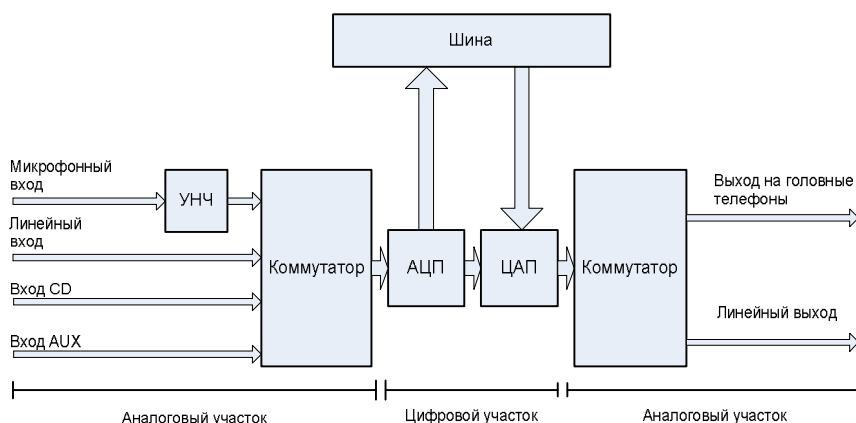 Шина
Микрофонный
вход
УНЧ
Линейный
вход
Вход CD
Вход AUX
Коммутатор
АЦП
ЦАП
Коммутатор
Выход на головные
телефоны
Линейный выход
Аналоговый участок
Цифровой участок
Аналоговый участок